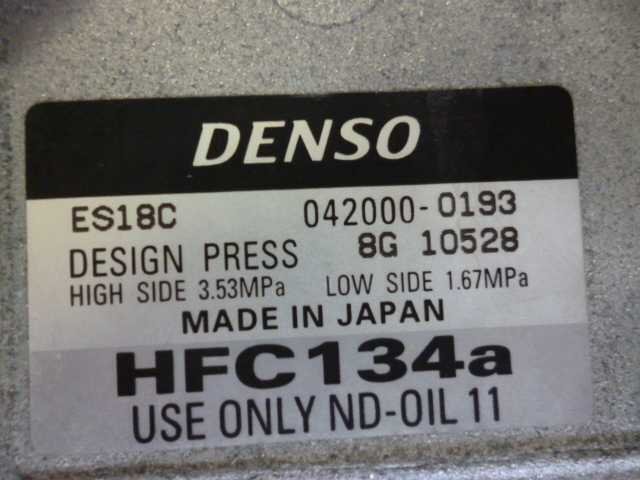 DENSO
ES18C 042000-0193
DESIGN PRESS 8G 10528
HIGH SIDE 3.53MPa LOW SIDE 1.67MPa
MADE IN JAPAN
HFC134a
USE ONLY ND-OIL 11